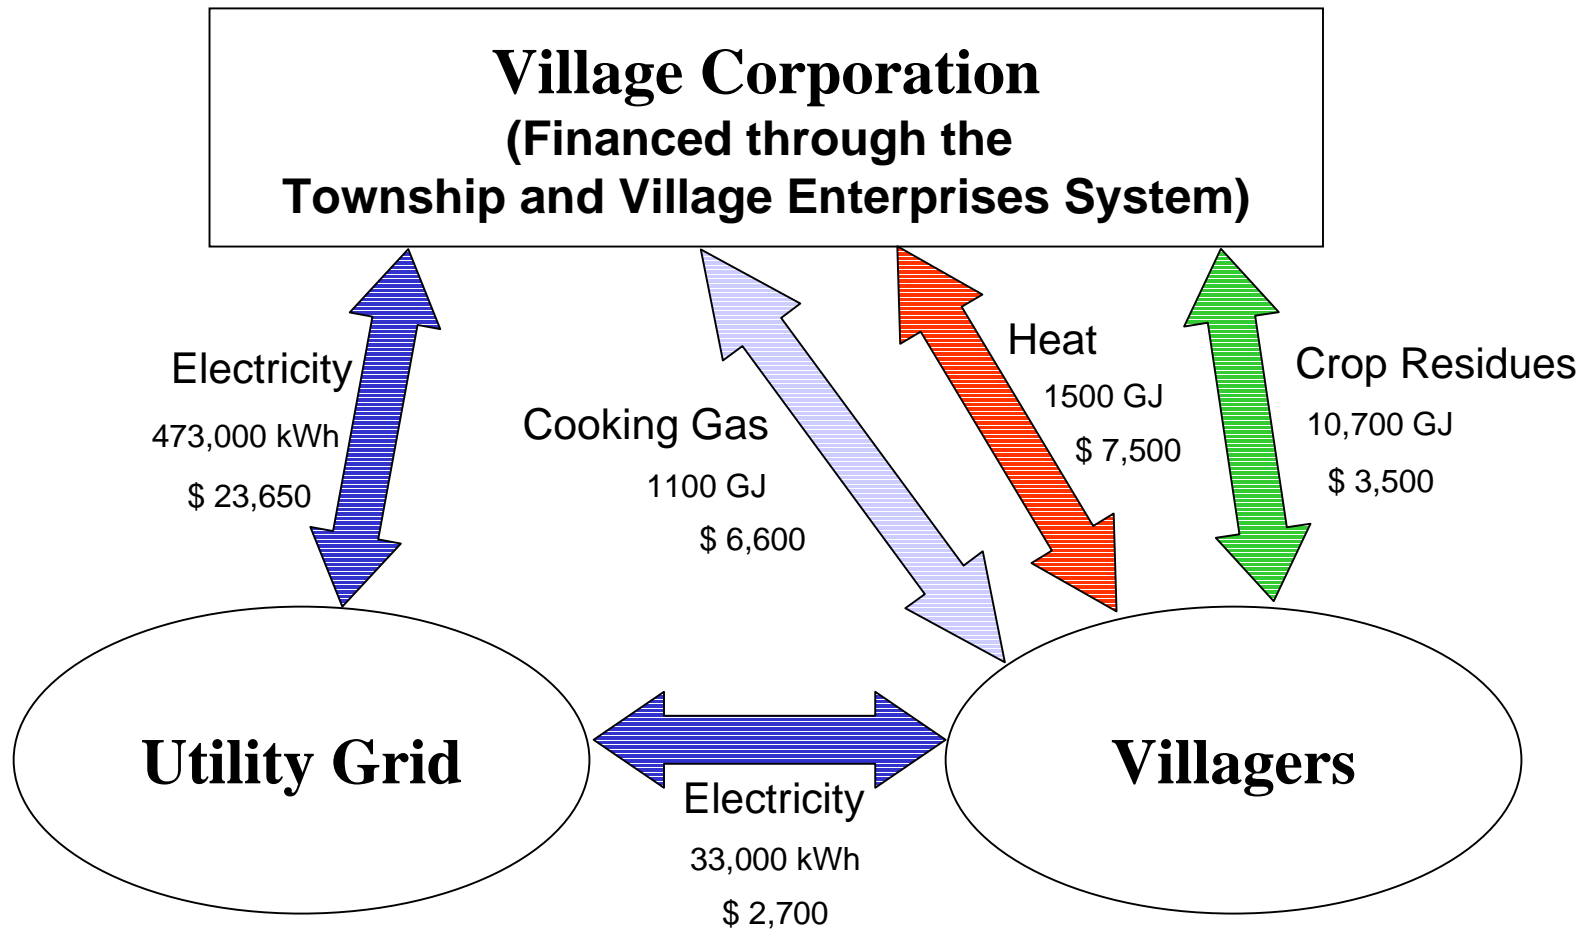 Village Corporation
(Financed through the
Township and Village Enterprises System)
Electricity
473,000 kWh
$ 23,650
Cooking Gas
1100 GJ
$ 6,600
Heat
1500 GJ
$ 7,500
Crop Residues
10,700 GJ
$ 3,500
Utility Grid
Villagers
Electricity
33,000 kWh
$ 2,700